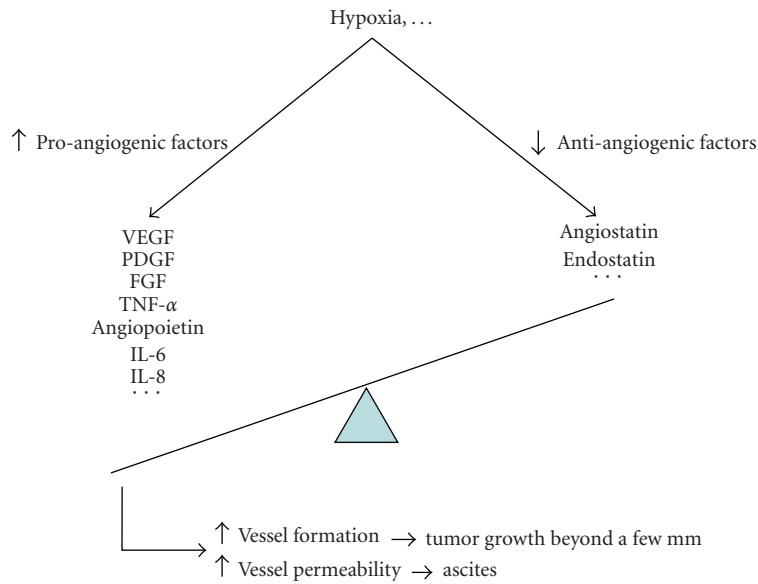 Hypoxia, . . .
↑ Pro-angiogenic factors
↓ Anti-angiogenic factors
VEGF
PDGF
FGF
TNF-α
Angiopoietin
IL-6
IL-8
. . .
Angiostatin
Endostatin
. . .
↑ Vessel formation → tumor growth beyond a few mm
↑ Vessel permeability → ascites